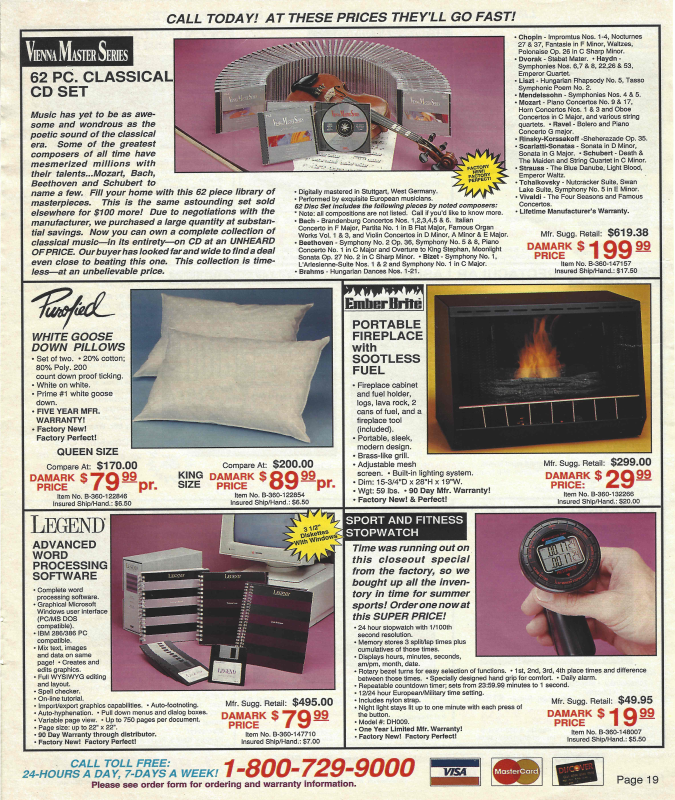 CALL TODAY! AT THESE PRICES THEY'LL GO FAST!
VIENNA MASTER SERIES
62 PC. CLASSICAL
CD SET
Music has yet to be as awe-
some and wondrous as the
poetic sound of the classical
era. Some of the greatest
composers of all time have
mesmerized millions with
their talents...Mozart, Bach,
Beethoven and Schubert to
name a few. Fill your home with this 62 piece library of
masterpieces. This is the same astounding set sold
elsewhere for $100 more! Due to negotiations with the
manufacturer, we purchased a large quantity at substan-
tial savings. Now you can own a complete collection of
classical music—in its entirety—on CD at an UNHEARD
OF PRICE. Our buyer has looked far and wide to find a deal
even close to beating this one. This collection is time-
less—at an unbelievable price.
FACTORY
NEW!
FACTORY
PERFECT!
• Digitally mastered in Stuttgart, West Germany.
• Performed by exquisite European musicians.
62 Disc Set includes the following pieces by noted composers:
• Note: all compositions are not listed. Call if you'd like to know more.
• Bach - Brandenburg Concertos Nos. 1,2,3,4,5 & 6. Italian
Concerto in F Major, Partita No. 1 in B Flat Major, Famous Organ
Works Vol. 1 & 3, and Violin Concertos in D Minor, A Minor & E Major.
• Beethoven - Symphony No. 2 Op. 36, Symphony No. 5 & 8, Piano
Concerto No. 1 in C Major and Overture to King Stephan, Moonlight
Sonata Op. 27 No. 2 in C Sharp Minor. • Bizet - Symphony No. 1,
L'Arlesienne-Suite Nos. 1 & 2 and Symphony No. 1 in C Major.
• Brahms - Hungarian Dances Nos. 1-21.
• Chopin - Impromtus Nos. 1-4, Nocturnes
27 & 37, Fantasie in F Minor, Waltzes,
Polonaise Op. 26 in C Sharp Minor.
• Dvorsk - Stabat Mater. • Haydn -
Symphonies Nos. 6,7 & 8, 22,26 & 53,
Emperor Quartet.
• Liszt - Hungarian Rhapsody No. 5, Tasso
Symphonic Poem No. 2.
• Mendelssohn - Symphonies Nos. 4 & 5.
• Mozart - Piano Concertos No. 9 & 17,
Horn Concertos Nos. 1 & 3 and Oboe
Concertos in C Major, and various string
quartets. • Ravel - Bolero and Piano
Concerto G major.
• Rinsky-Korssakoff -Sheherazade Op. 35.
• Scarlatti-Sonatas - Sonata in D Minor,
Sonata in G Major. • Schubert - Death &
The Maiden and String Quartet in C Minor.
• Strauss - The Blue Danube, Light Blood,
Emperor Waltz.
• Tchaikovsky - Nutcracker Suite, Swan
Lake Suite, Symphony No. 5 in E Minor.
• Vivaldi - The Four Seasons and Famous
Concertos.
• Lifetime Manufacturer's Warranty.
Mfr. Sugg. Retail: $619.38
DAMARK PRICE $199.99
Item No. B-360-147157
Insured Ship/Hand.: $17.50
Purofied
WHITE GOOSE
DOWN PILLOWS
• Set of two. • 20% cotton;
80% Poly. 200
count down proof ticking.
• White on white.
• Prime #1 white goose
down.
• FIVE YEAR MFR.
WARRANTY!
• Factory New!
Factory Perfect!
QUEEN SIZE
Compare At: $170.00
DAMARK PRICE $79.99 pr.
Item No. B-360-122846
Insured Ship/Hand.: $6.50
KING SIZE
Compare At: $200.00
DAMARK PRICE $89.99 pr.
Item No. B-360-122854
Insured Ship/Hand.: $6.50
Ember Brite
PORTABLE
FIREPLACE
with
SOOTLESS
FUEL
• Fireplace cabinet
and fuel holder,
logs, lava rock, 2
cans of fuel, and a
fireplace tool
(included).
• Portable, sleek,
modern design.
• Brass-like grill.
• Adjustable mesh
screen. • Built-in lighting system.
• Dim: 15-3/4"D x 28"H x 19"W.
• Wgt: 59 lbs. • 90 Day Mfr. Warranty!
• Factory New! & Factory Perfect!
Mfr. Sugg. Retail: $299.00
DAMARK PRICE: $29.99
Item No. B-360-132266
Insured Ship/Hand.: $20.00
LEGEND
ADVANCED
WORD
PROCESSING
SOFTWARE
3 1/2"
Diskettes
With Windows
• Complete word
processing software.
• Graphical Microsoft
Windows user interface
(PC/MS DOS
compatible).
• IBM 286/386 PC
compatible.
• Mix text, images
and data on same
page! • Creates and
edits graphics.
• Full WYSIWYG editing
and layout.
• Spell checker.
• On-line tutorial.
• Import/export graphics capabilities. • Auto-footnoting.
• Auto-hyphenation. • Pull down menus and dialog boxes.
• Variable page view. • Up to 750 pages per document.
• Page size: up to 22" x 22".
• 90 Day Warranty through distributor.
• Factory New! Factory Perfect!
LEGEND
LEGEND
LEGEND
LEGEND
Mfr. Sugg. Retail: $495.00
DAMARK PRICE $79.99
Item No. B-360-147710
Insured Ship/Hand.: $7.00
SPORT AND FITNESS
STOPWATCH
Time was running out on
this closeout special
from the factory, so we
bought up all the inven-
tory in time for summer
sports! Order one now at
this SUPER PRICE!
• 24 hour stopwatch with 1/100th
second resolution.
• Memory stores 3 split/lap times plus
cumulatives of those times.
• Displays hours, minutes, seconds,
am/pm, month, date.
• Rotary bezel turns for easy selection of functions. • 1st, 2nd, 3rd, 4th place times and difference
between those times. • Specially designed hand grip for comfort. • Daily alarm.
• Repeatable countdown timer; sets from 23:59.99 minutes to 1 second.
• 12/24 hour European/Military time setting.
• Includes nylon strap.
• Night light stays lit up to one minute with each press of
the button.
• Model #: DH009.
• One Year Limited Mfr. Warranty!
• Factory New! Factory Perfect!
Mfr. Sugg. Retail: $49.95
DAMARK PRICE $19.99
Item No. B-360-148007
Insured Ship/Hand.: $5.50
CALL TOLL FREE:
24-HOURS A DAY, 7-DAYS A WEEK! 1-800-729-9000
Please see order form for ordering and warranty information.
VISA
MasterCard
DISCOVER
Page 19